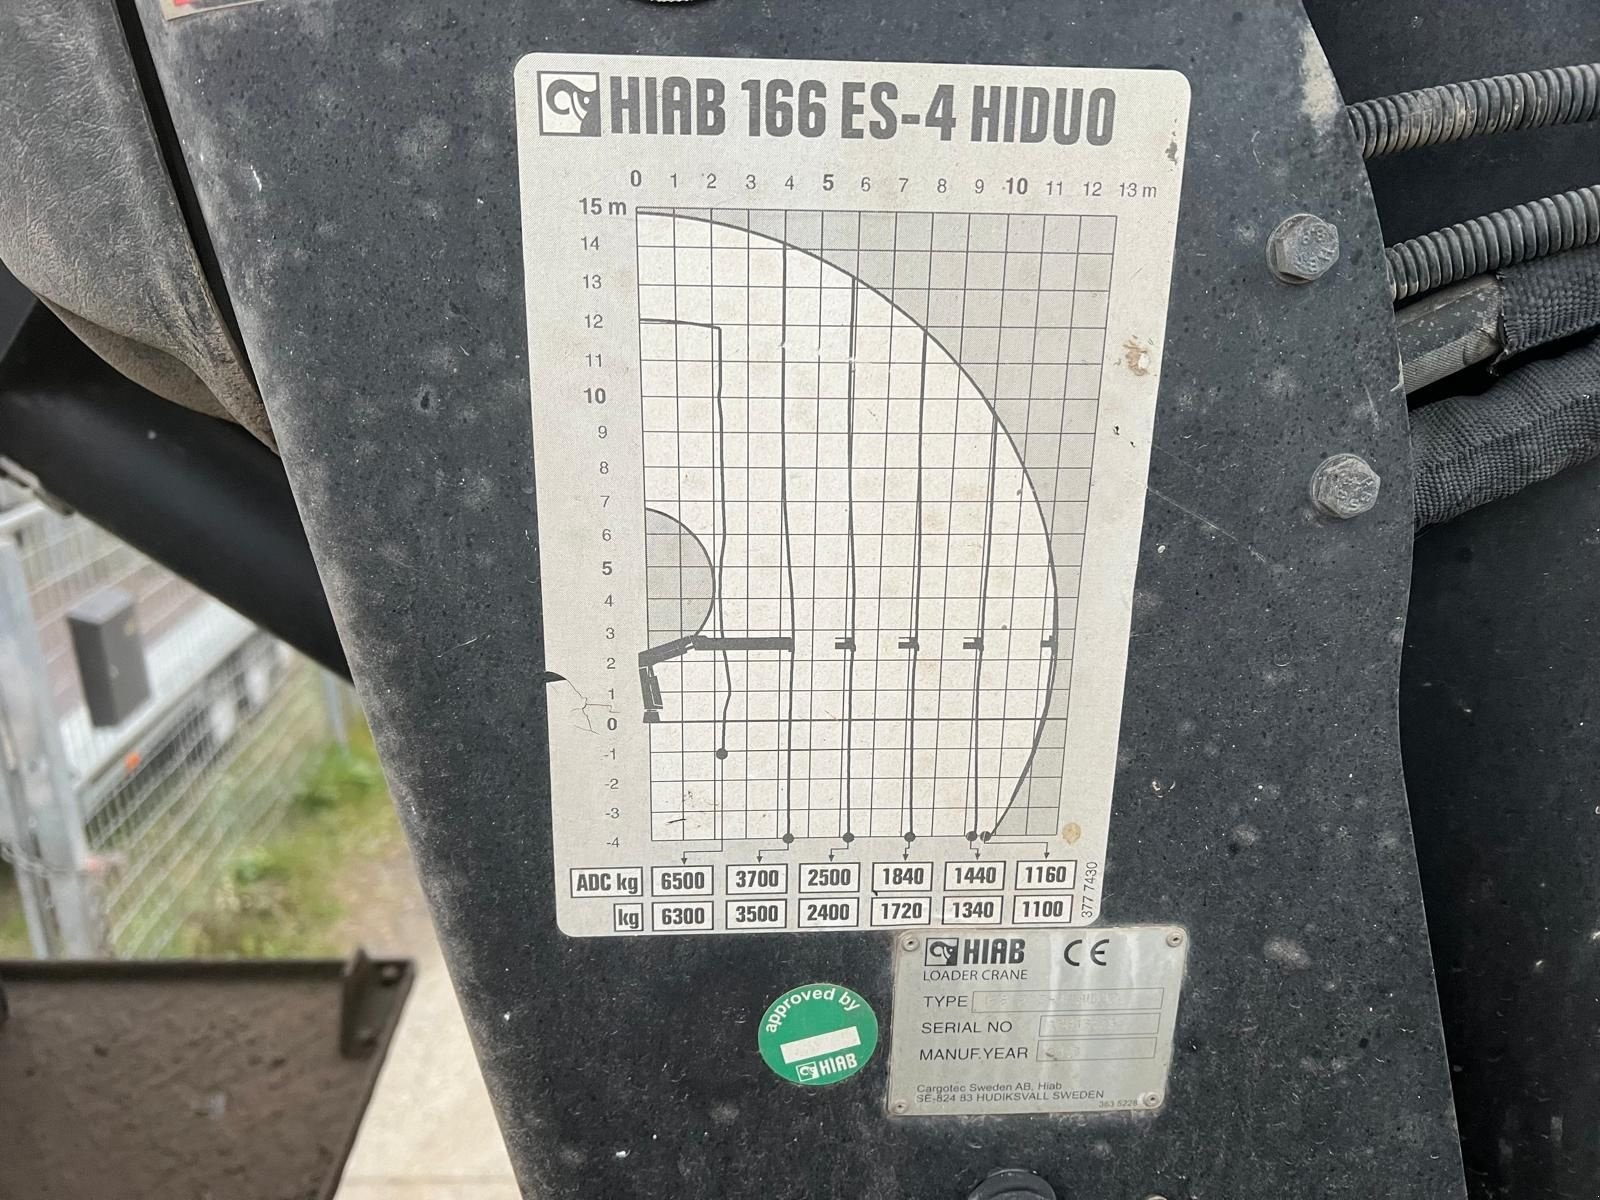 HIAB 166 ES-4 HIDUO
0 1 2 3 4 5 6 7 8 9 10 11 12 13 m
15 m
14
13
12
11
10
9
8
7
6
5
4
3
2
1
0
-1
-2
-3
-4
ADC kg 6500 3700 2500 1840 1440 1160
kg 6300 3500 2400 1720 1340 1100
377 7430
HIAB CE
LOADER CRANE
TYPE
SERIAL NO
MANUF.YEAR
Cargotec Sweden AB, Hiab
SE-824 83 HUDIKSVALL SWEDEN
383 5228
approved by
HIAB